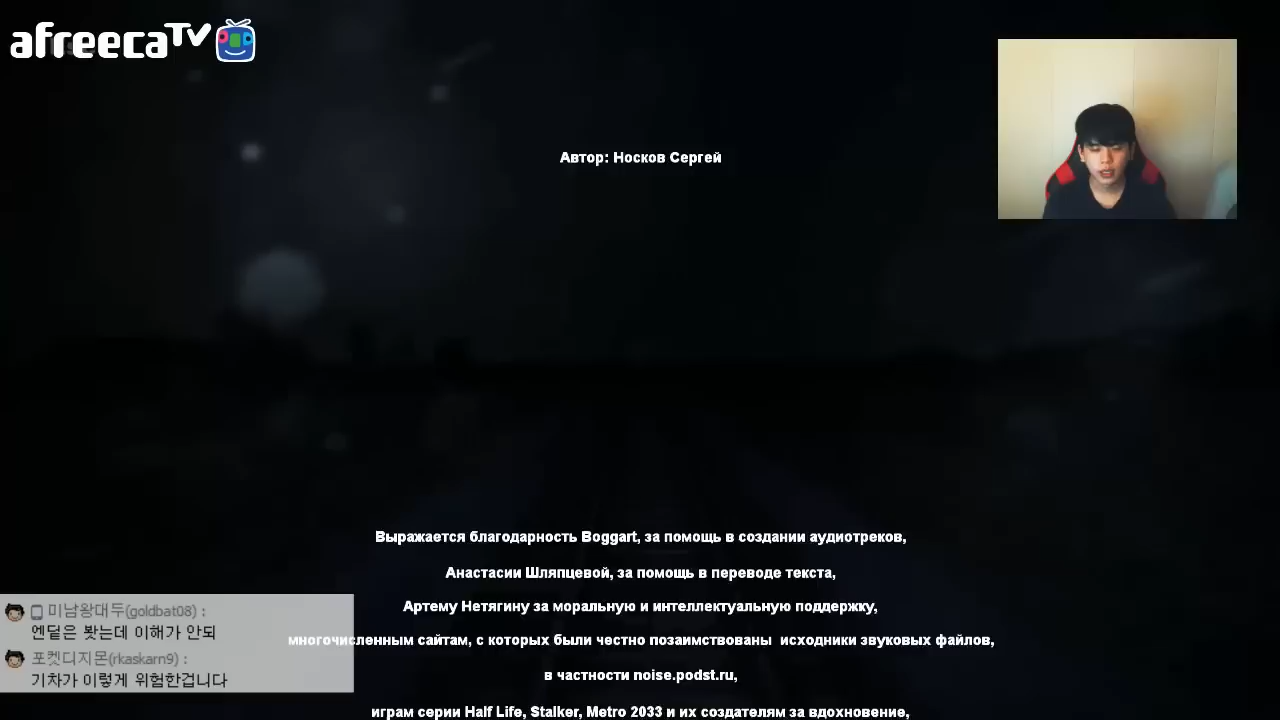 afreecaTV
Автор: Носков Сергей
Выражается благодарность Boggart, за помощь в создании аудиотреков,
Анастасии Шляпцевой, за помощь в переводе текста,
Артему Нетягину за моральную и интеллектуальную поддержку,
многочисленным сайтам, с которых были честно позаимствованы исходники звуковых файлов,
в частности noise.podst.ru,
играм серии Half Life, Stalker, Metro 2033 и их создателям за вдохновение,
미남왕대두(goldbat08) :
엔딭은 봣는데 이해가 안되
포켓디지몬(rkaskarn9) :
기차가 이렇게 위험한겁니다